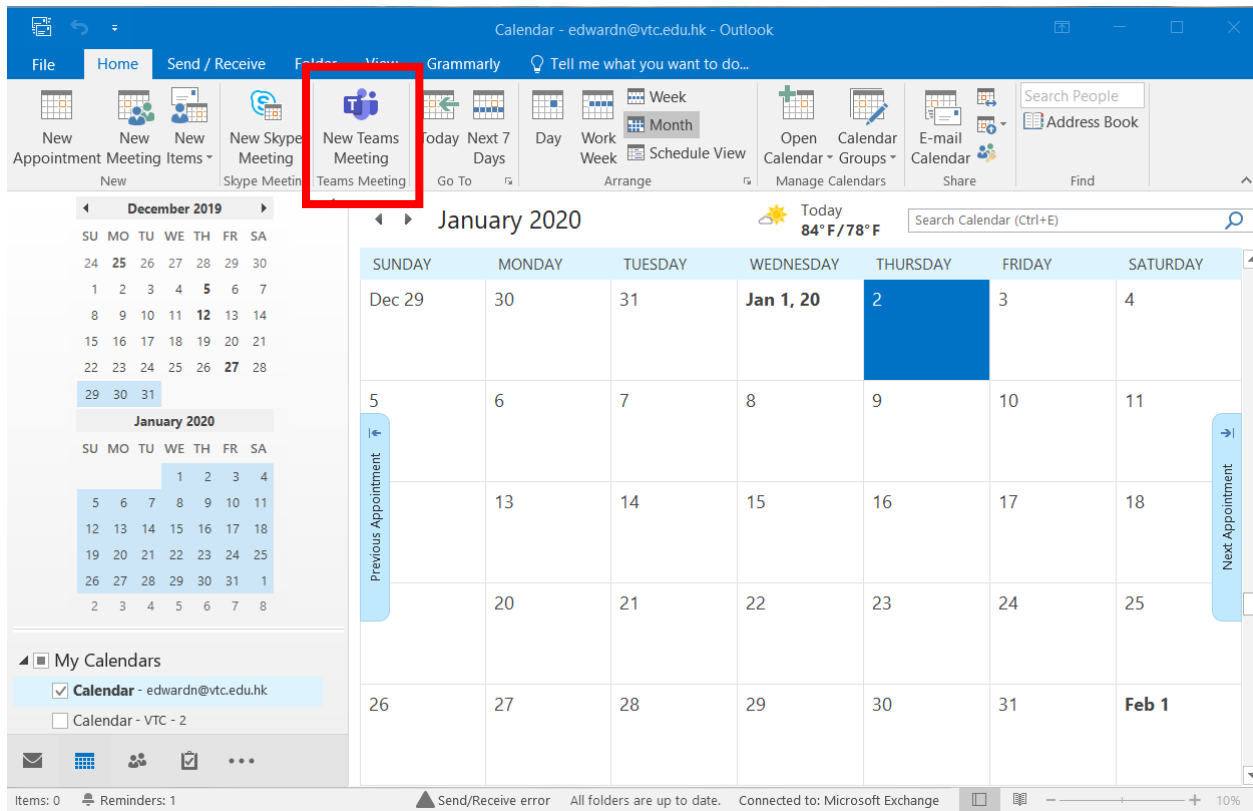 Calendar - edwardn@vtc.edu.hk - Outlook
File Home Send / Receive Folder View Grammarly Tell me what you want to do...
New Appointment
New Meeting
New Items
New
New Skype Meeting
Skype Meeting
New Teams Meeting
Teams Meeting
Today
Next 7 Days
Go To
Day
Work Week
Week
Month
Schedule View
Arrange
Open Calendar
Calendar Groups
Manage Calendars
E-mail Calendar
Share
Search People
Address Book
Find
December 2019
SU MO TU WE TH FR SA
24 25 26 27 28 29 30
1 2 3 4 5 6 7
8 9 10 11 12 13 14
15 16 17 18 19 20 21
22 23 24 25 26 27 28
29 30 31
January 2020
SU MO TU WE TH FR SA
1 2 3 4
5 6 7 8 9 10 11
12 13 14 15 16 17 18
19 20 21 22 23 24 25
26 27 28 29 30 31 1
2 3 4 5 6 7 8
My Calendars
Calendar - edwardn@vtc.edu.hk
Calendar - VTC - 2
January 2020
Today
84°F/78°F
Search Calendar (Ctrl+E)
SUNDAY MONDAY TUESDAY WEDNESDAY THURSDAY FRIDAY SATURDAY
Dec 29 30 31 Jan 1, 20 2 3 4
5 6 7 8 9 10 11
13 14 15 16 17 18
20 21 22 23 24 25
26 27 28 29 30 31 Feb 1
Previous Appointment
Next Appointment
Items: 0 Reminders: 1 Send/Receive error All folders are up to date. Connected to: Microsoft Exchange 10%